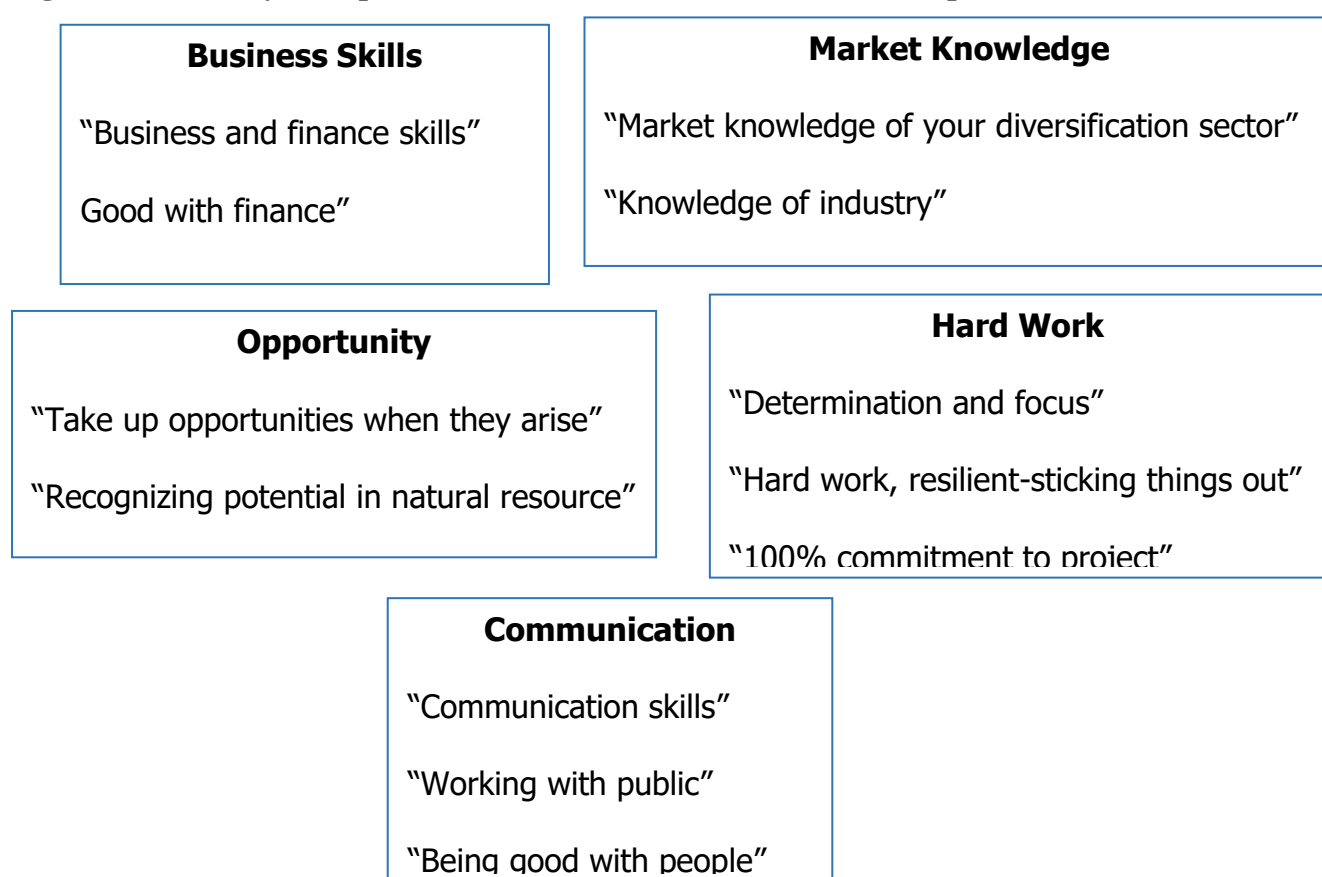 Business Skills
“Business and finance skills”
Good with finance”
Market Knowledge
“Market knowledge of your diversification sector”
“Knowledge of industry”
Opportunity
“Take up opportunities when they arise”
“Recognizing potential in natural resource”
Hard Work
“Determination and focus”
“Hard work, resilient-sticking things out”
“100% commitment to project”
Communication
“Communication skills”
“Working with public”
“Being good with people”